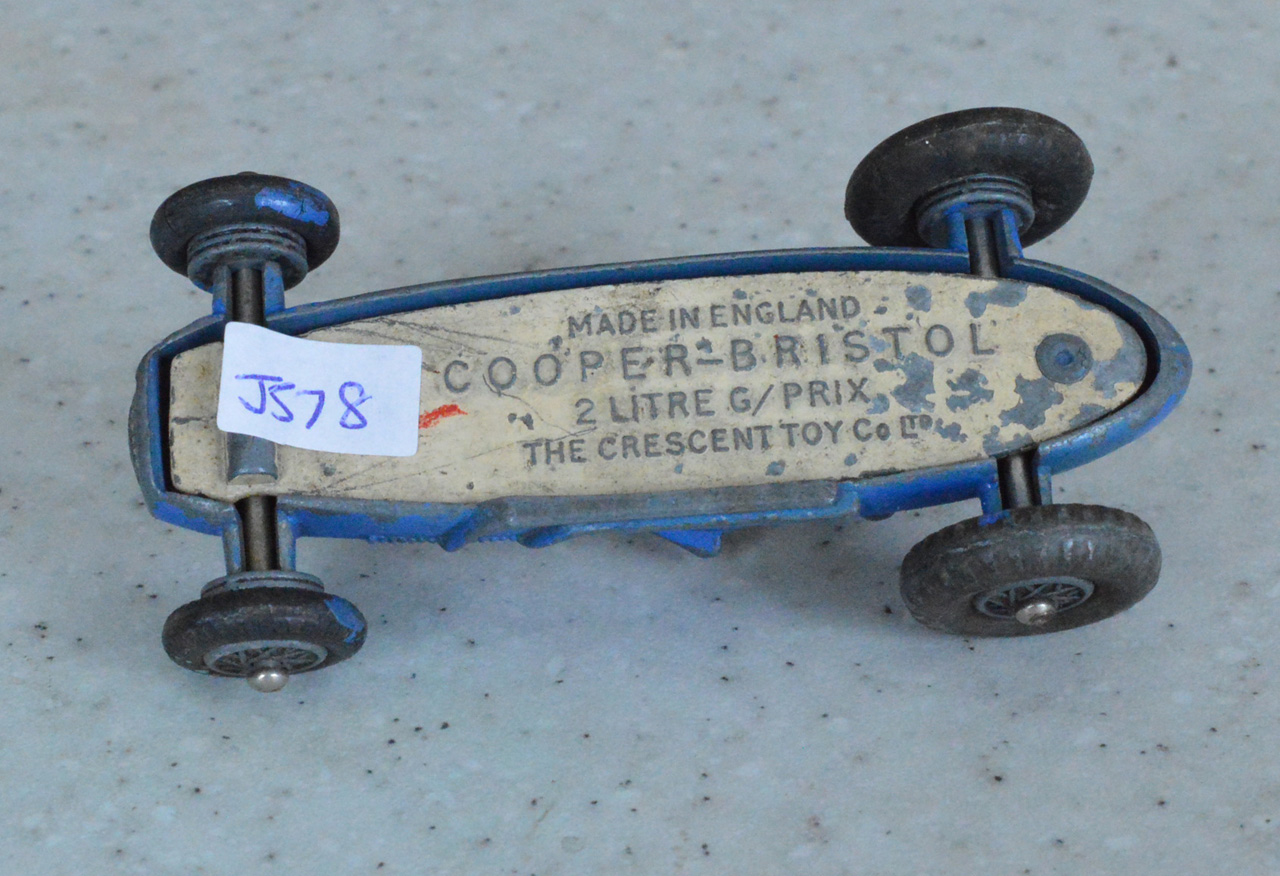 MADE IN ENGLAND
COOPER-BRISTOL
2 LITRE G/PRIX
THE CRESCENT TOY Co LTD
J578